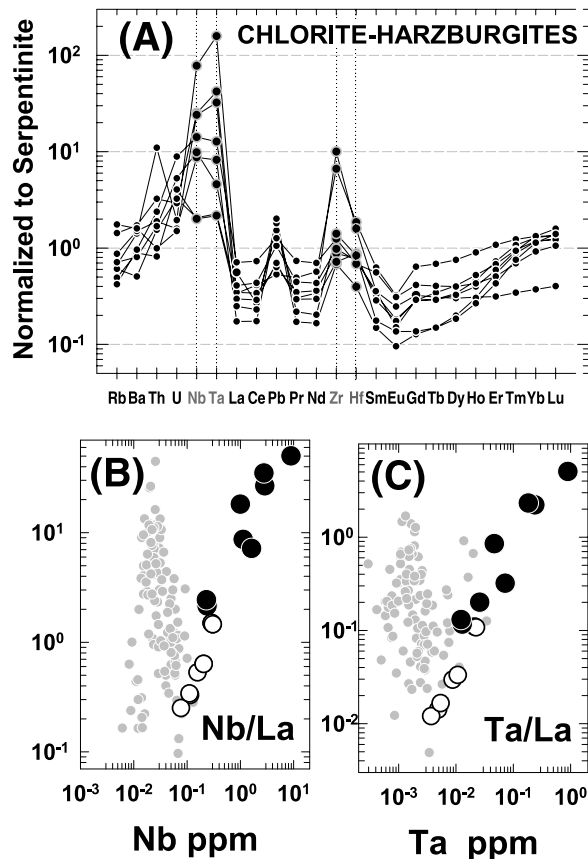 (A) CHLORITE-HARZBURGITES
Normalized to Serpentinite
10²
10¹
10⁰
10⁻¹
Rb Ba Th U Nb Ta La Ce Pb Pr Nd Zr Hf Sm Eu Gd Tb Dy Ho Er Tm Yb Lu
(B)
10¹
10⁰
10⁻¹
Nb/La
10⁻³ 10⁻² 10⁻¹ 10⁰ 10¹
Nb ppm
(C)
10⁰
10⁻¹
10⁻²
Ta/La
10⁻³ 10⁻² 10⁻¹ 10⁰
Ta ppm